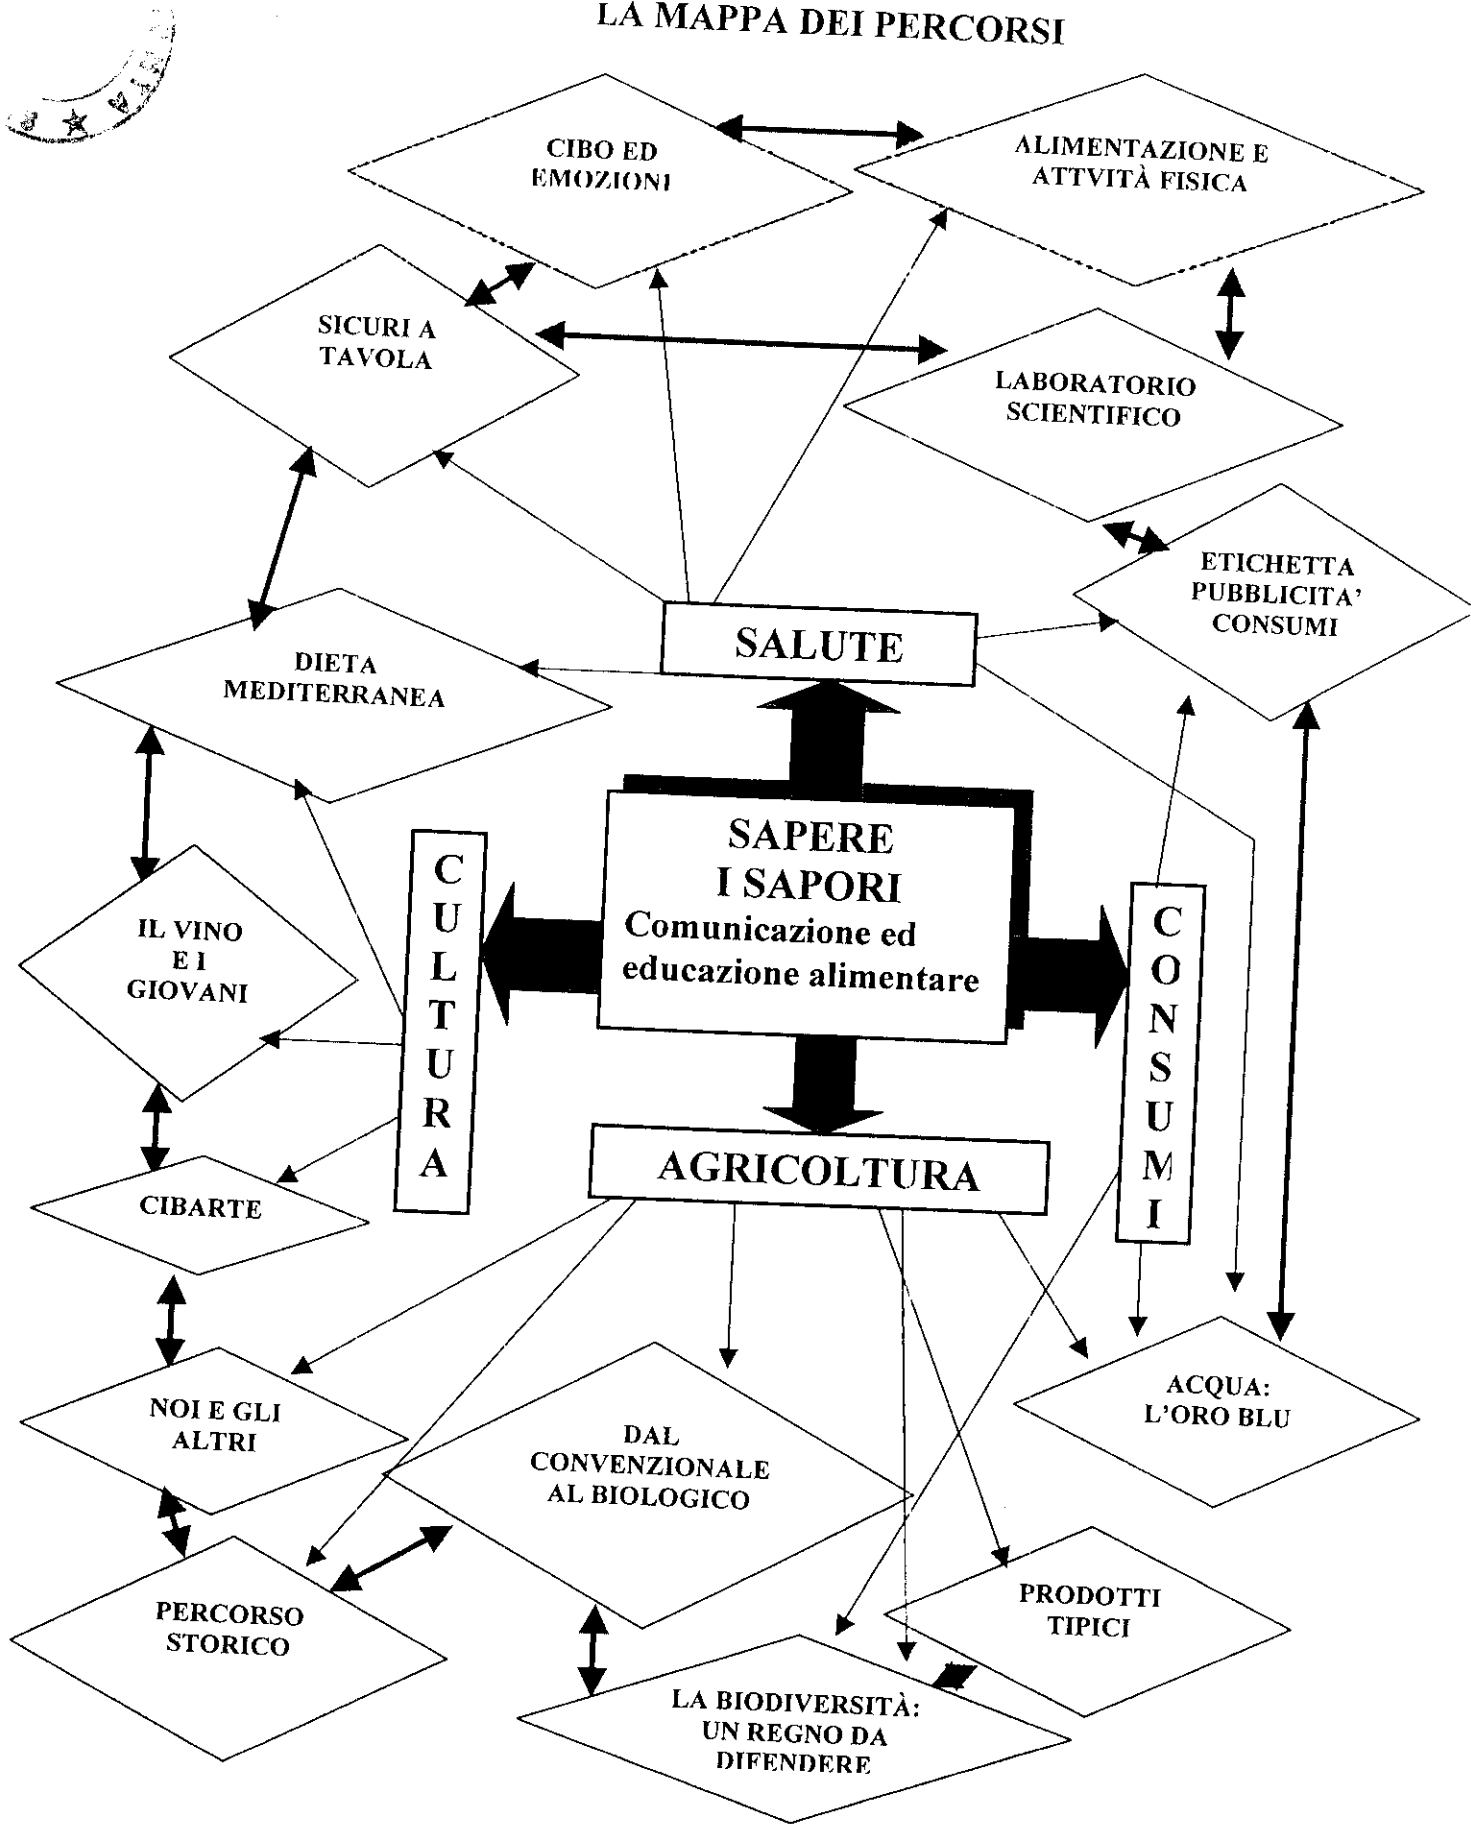 LA MAPPA DEI PERCORSI
CIBO ED
EMOZIONI
ALIMENTAZIONE E
ATTVITÀ FISICA
SICURI A
TAVOLA
LABORATORIO
SCIENTIFICO
ETICHETTA
PUBBLICITA’
CONSUMI
SALUTE
DIETA
MEDITERRANEA
SAPERE
I SAPORI
Comunicazione ed
educazione alimentare
CULTURA
CONSUMI
IL VINO
E I
GIOVANI
AGRICOLTURA
CIBARTE
NOI E GLI
ALTRI
DAL
CONVENZIONALE
AL BIOLOGICO
ACQUA:
L’ORO BLU
PERCORSO
STORICO
PRODOTTI
TIPICI
LA BIODIVERSITÀ:
UN REGNO DA
DIFENDERE